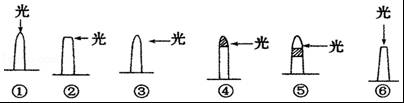 光 光 光 光 光 光
① ② ③ ④ ⑤ ⑥